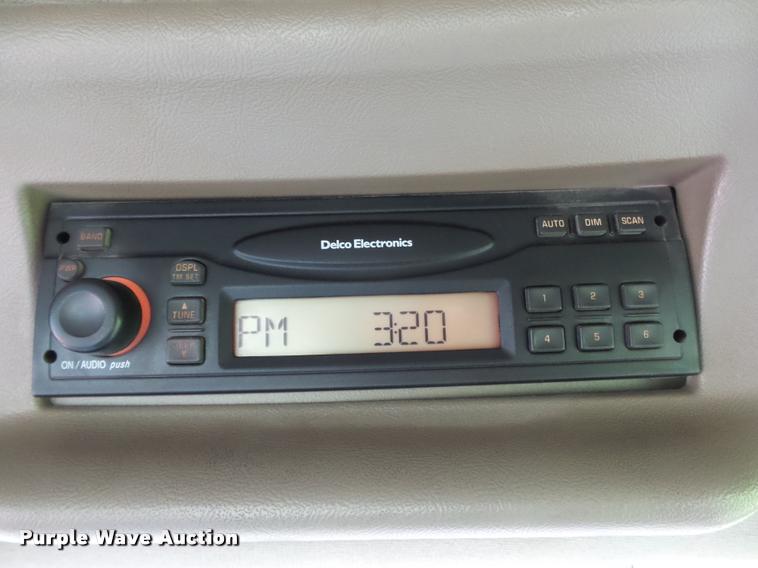 Delco Electronics
AUTO DIM SCAN
BAND
PWR
DSPL
TM SET
TUNE
PM 3:20
1 2 3
4 5 6
ON / AUDIO push
Purple Wave Auction